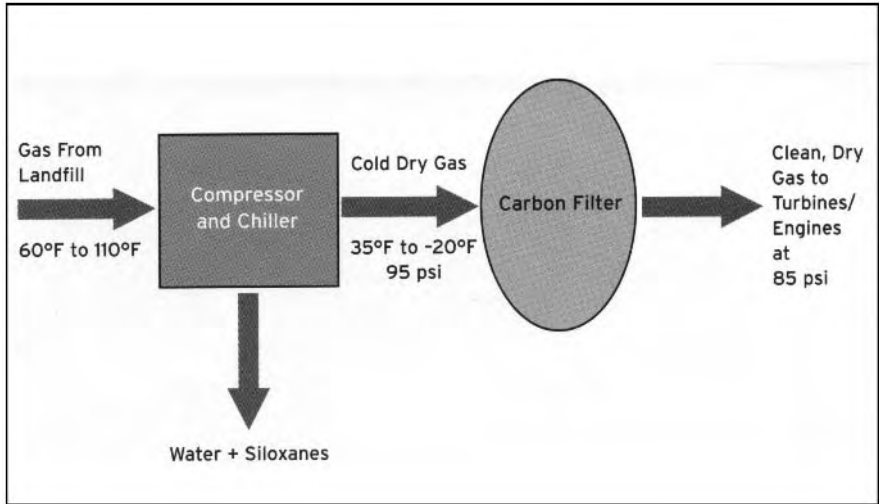 Gas From
Landfill
60°F to 110°F
Compressor
and Chiller
Water + Siloxanes
Cold Dry Gas
35°F to -20°F
95 psi
Carbon Filter
Clean, Dry
Gas to
Turbines/
Engines
at
85 psi